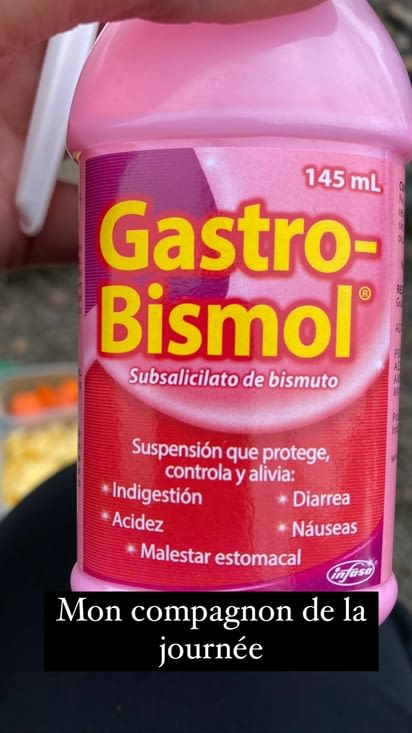 145 mL
Gastro-
Bismol®
Subsalicilato de bismuto
Suspensión que protege,
controla y alivia:
* Indigestión * Diarrea
* Acidez * Náuseas
* Malestar estomacal
infasa
Mon compagnon de la
journée